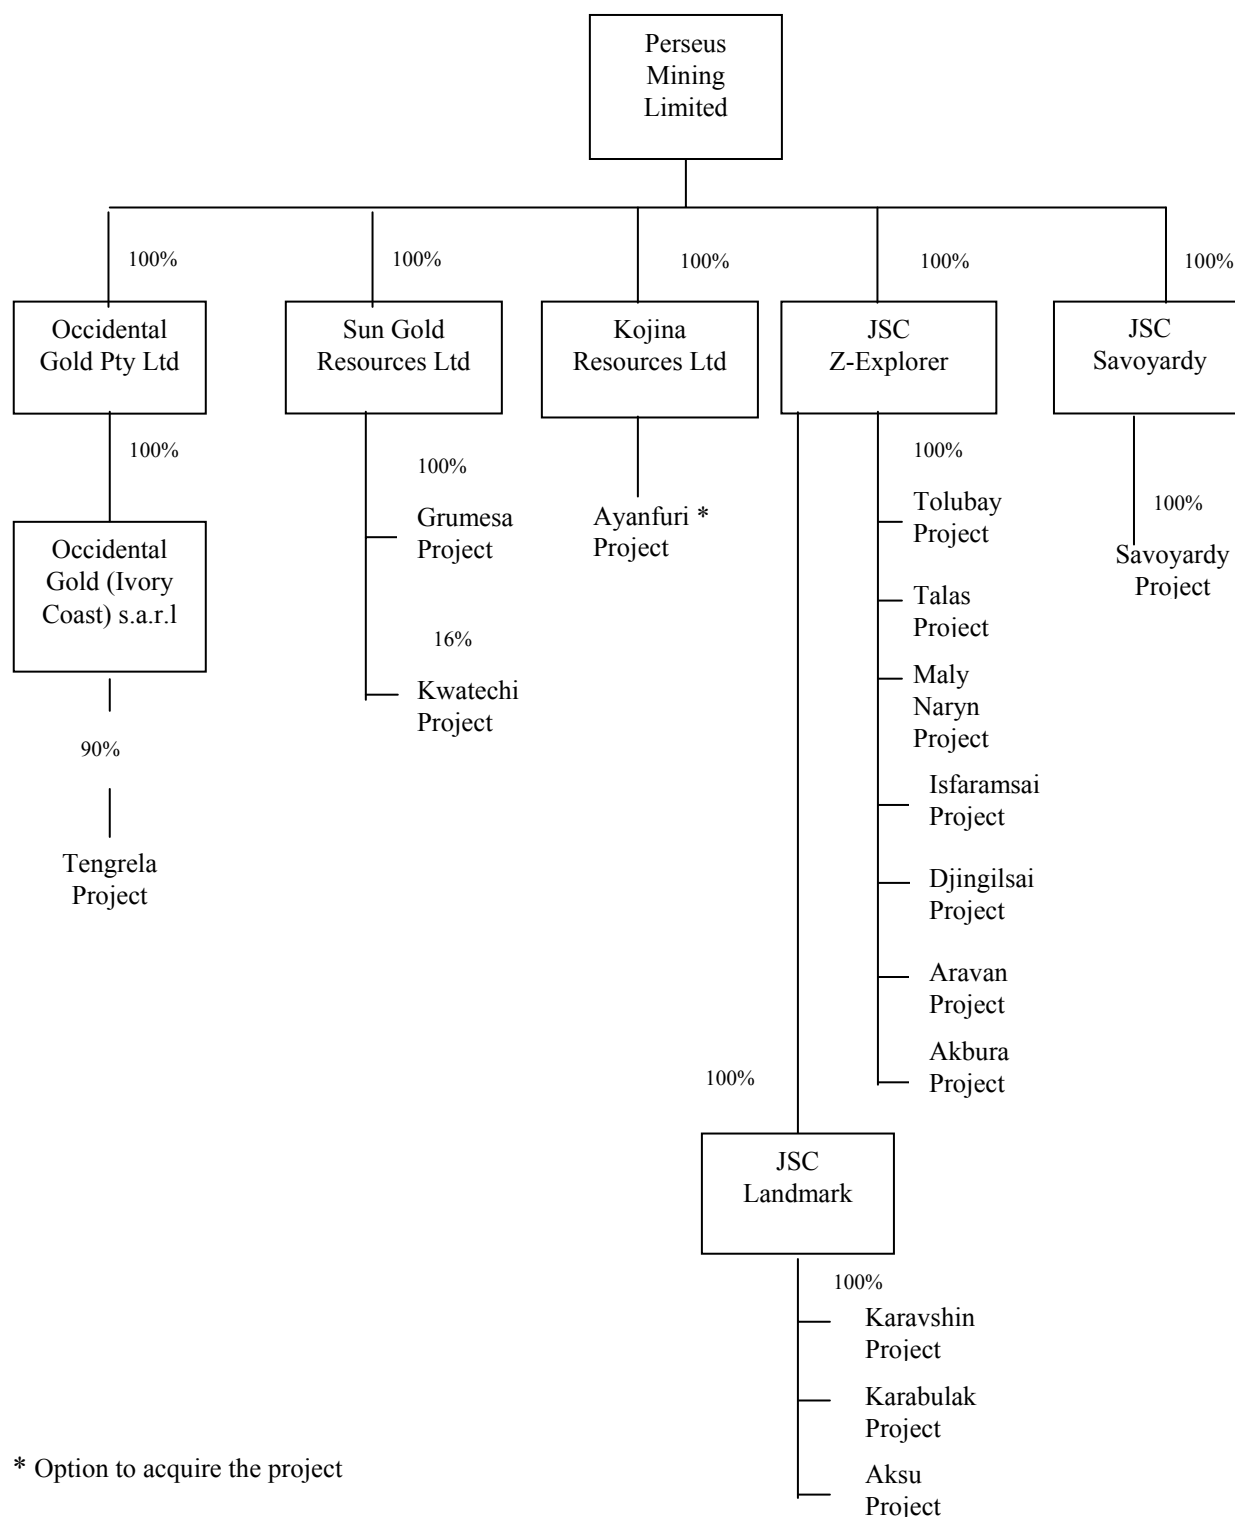 Perseus
Mining
Limited
100%
100%
100%
100%
100%
Occidental
Gold Pty Ltd
Sun Gold
Resources Ltd
Kojina
Resources Ltd
JSC
Z-Explorer
JSC
Savoyardy
100%
Occidental
Gold (Ivory
Coast) s.a.r.l
90%
Tengrela
Project
100%
Grumesa
Project
16%
Kwatechi
Project
Ayanfuri *
Project
100%
Tolubay
Project
Talas
Project
Maly
Naryn
Project
Isfaramsai
Project
Djingilsai
Project
Aravan
Project
Akbura
Project
100%
Savoyardy
Project
100%
JSC
Landmark
100%
Karavshin
Project
Karabulak
Project
Aksu
Project
* Option to acquire the project